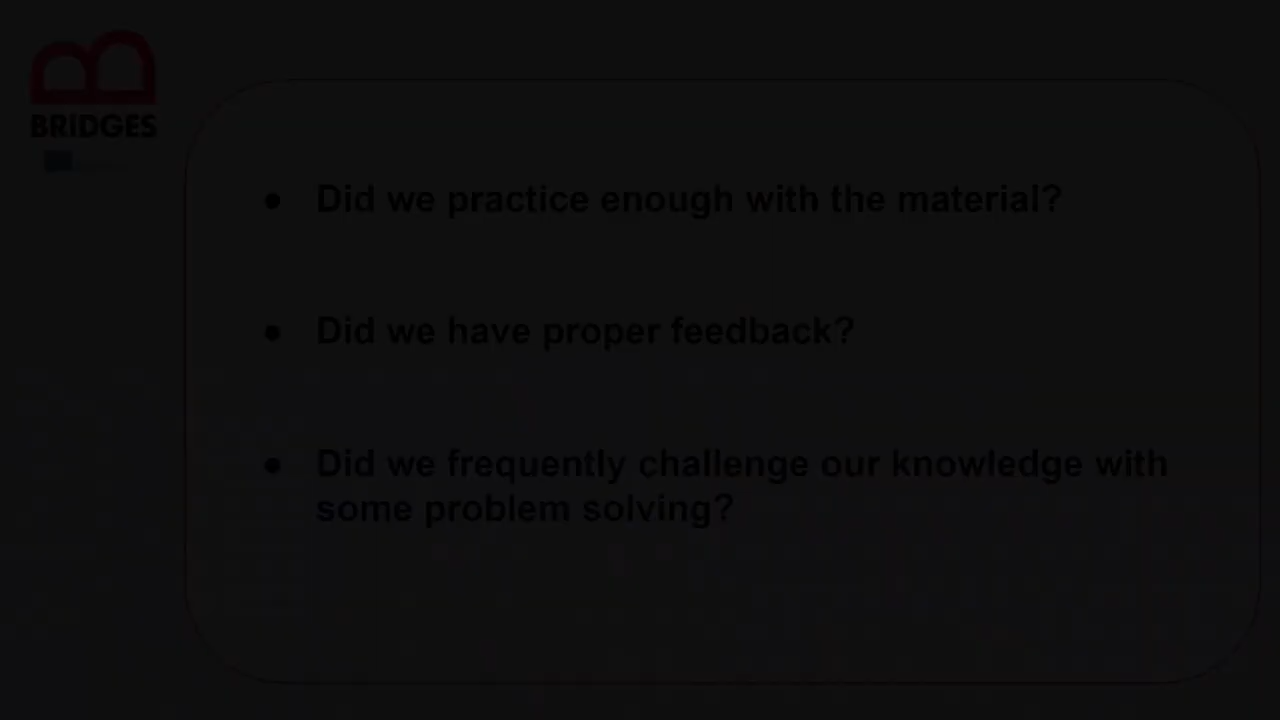 BRIDGES
● Did we practice enough with the material?
● Did we have proper feedback?
● Did we frequently challenge our knowledge with
some problem solving?